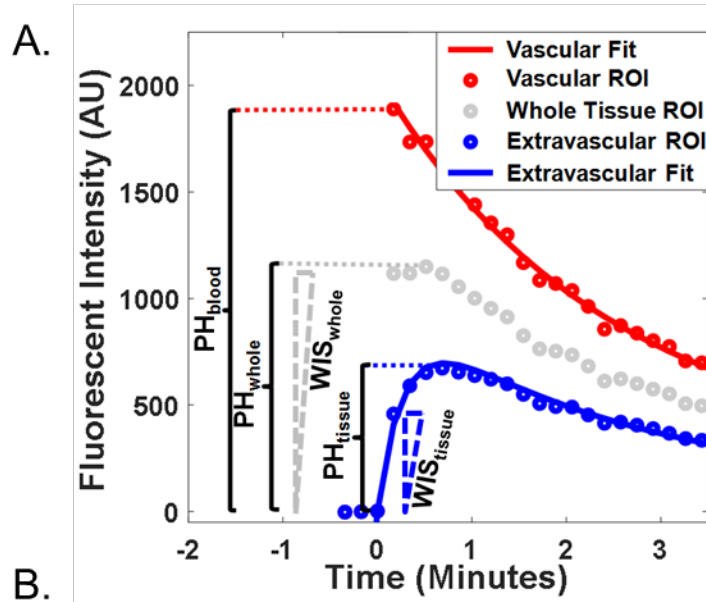 A.
Fluorescent Intensity (AU)
2000
1500
1000
500
0
Vascular Fit
Vascular ROI
Whole Tissue ROI
Extravascular ROI
Extravascular Fit
PHblood
PHwhole
WISwhole
PHtissue
WIStissue
-2
-1
0
1
2
3
Time (Minutes)
B.